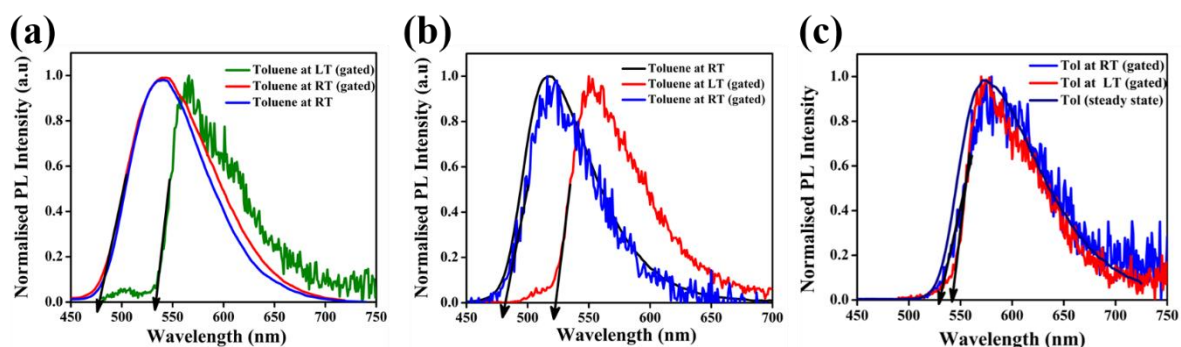 (a)
Normalised PL Intensity (a.u)
1.0
0.8
0.6
0.4
0.2
0.0
Toluene at LT (gated)
Toluene at RT (gated)
Toluene at RT
450 500 550 600 650 700 750
Wavelength (nm)
(b)
Normalised PL Intensity (a.u)
1.0
0.8
0.6
0.4
0.2
0.0
Toluene at RT
Toluene at LT (gated)
Toluene at RT (gated)
450 500 550 600 650 700
Wavelength (nm)
(c)
Normalised PL Intensity
1.0
0.8
0.6
0.4
0.2
0.0
Tol at RT (gated)
Tol at LT (gated)
Tol (steady state)
450 500 550 600 650 700 750
Wavelength (nm)